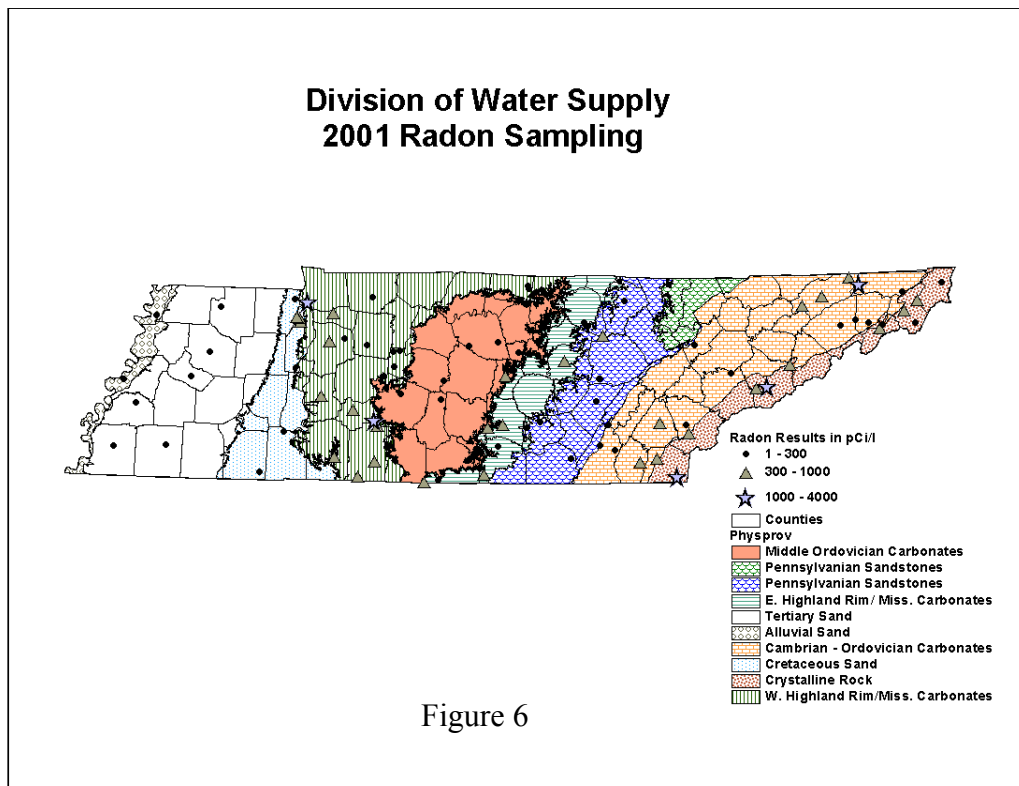 Division of Water Supply
2001 Radon Sampling
Radon Results in pCi/l
1 - 300
300 - 1000
1000 - 4000
Counties
Physprov
Middle Ordovician Carbonates
Pennsylvanian Sandstones
Pennsylvanian Sandstones
E. Highland Rim/ Miss. Carbonates
Tertiary Sand
Alluvial Sand
Cambrian - Ordovician Carbonates
Cretaceous Sand
Crystalline Rock
W. Highland Rim/Miss. Carbonates
Figure 6